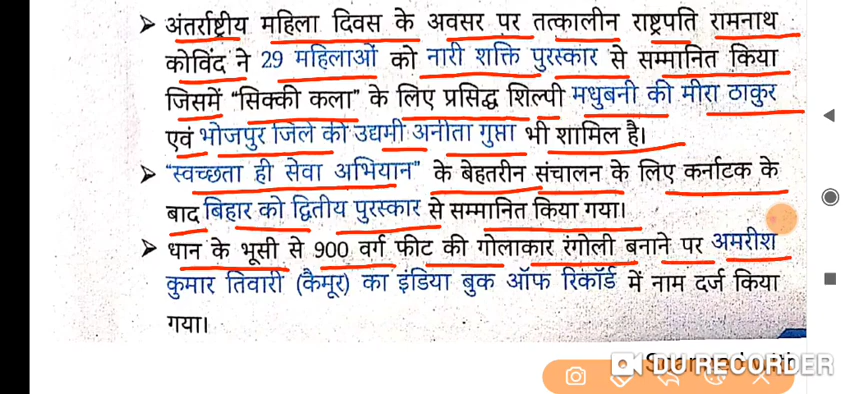 ➢ अंतर्राष्ट्रीय महिला दिवस के अवसर पर तत्कालीन राष्ट्रपति रामनाथ
कोविंद ने 29 महिलाओं को नारी शक्ति पुरस्कार से सम्मानित किया
जिसमें “सिक्की कला” के लिए प्रसिद्ध शिल्पी मधुबनी की मीरा ठाकुर
एवं भोजपुर जिले की उद्यमी अनीता गुप्ता भी शामिल है।
➢ “स्वच्छता ही सेवा अभियान” के बेहतरीन संचालन के लिए कर्नाटक के
बाद बिहार को द्वितीय पुरस्कार से सम्मानित किया गया।
➢ धान के भूसी से 900 वर्ग फीट की गोलाकार रंगोली बनाने पर अमरीश
कुमार तिवारी (कैमूर) का इंडिया बुक ऑफ रिकॉर्ड में नाम दर्ज किया
गया।
DU RECORDER